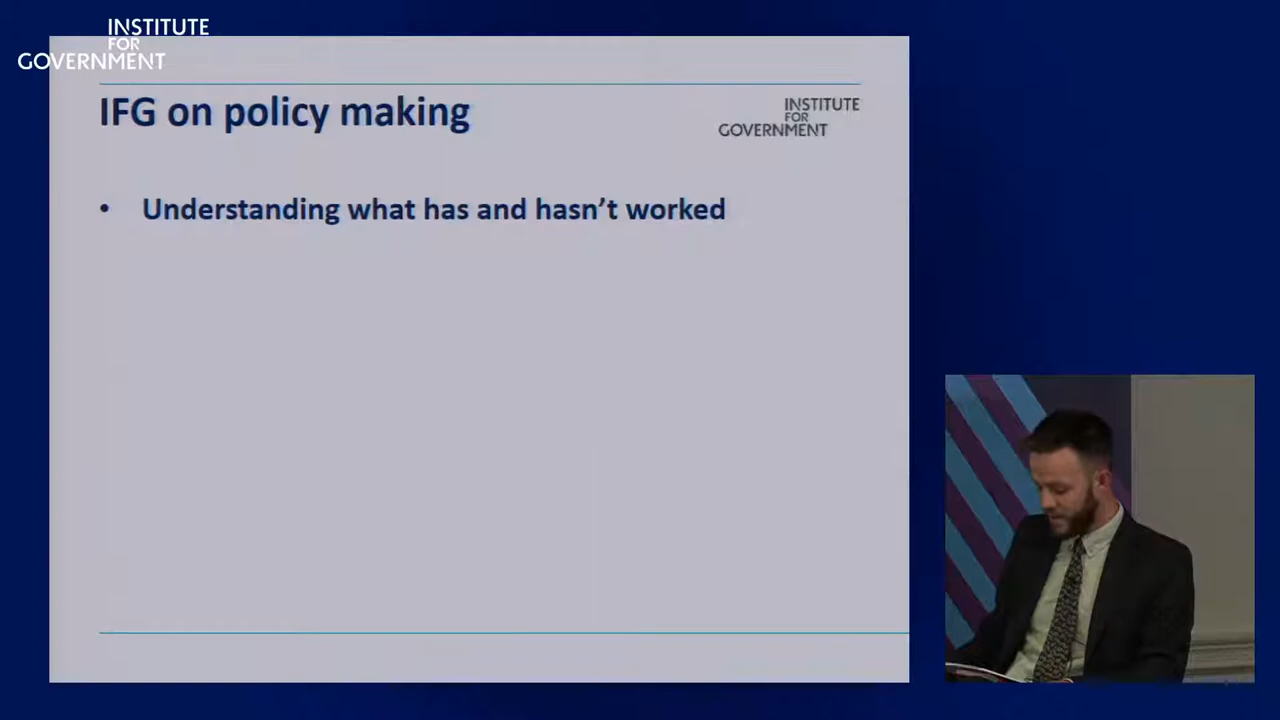 INSTITUTE
FOR
GOVERNMENT
IFG on policy making
INSTITUTE
FOR
GOVERNMENT
• Understanding what has and hasn’t worked